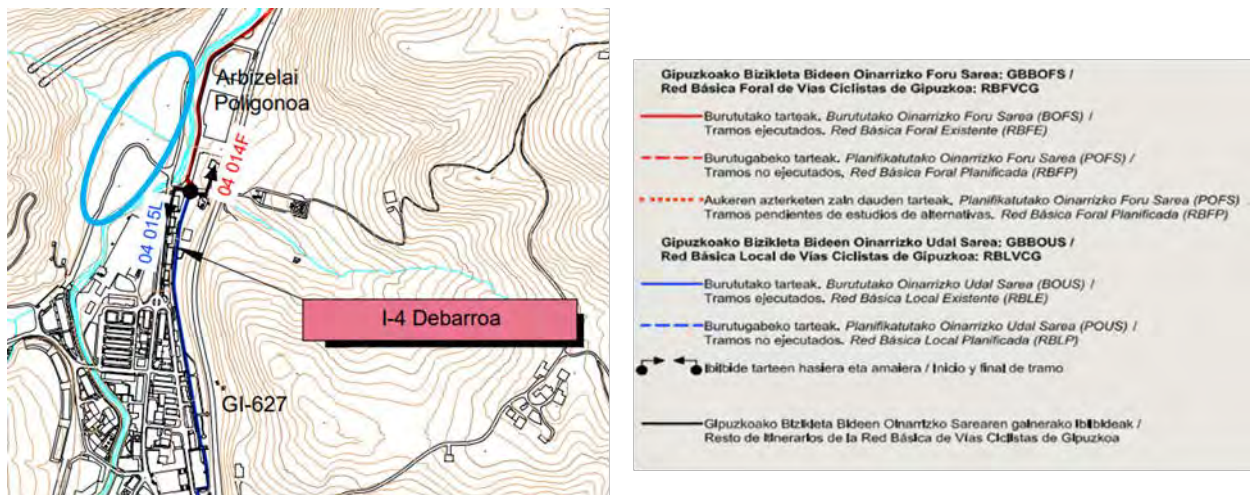 Arbizelai
Poligonoa
04 014F
04 015L
I-4 Debarroa
GI-627
Gipuzkoako Bizikleta Bideen Oinarrizko Foru Sarea: GBBOFS /
Red Básica Foral de Vías Ciclistas de Gipuzkoa: RBFVCG
Burututako tarteak. Burututako Oinarrizko Foru Sarea (BOFS) /
Tramos ejecutados. Red Básica Foral Existente (RBFE)
Burutugabeko tarteak. Planifikatutako Oinarrizko Foru Sarea (POFS) /
Tramos no ejecutados. Red Básica Foral Planificada (RBFP)
Aukeren azterketen zain dauden tarteak. Planifikatutako Oinarrizko Foru Sarea (POFS) /
Tramos pendientes de estudios de alternativas. Red Básica Foral Planificada (RBFP)
Gipuzkoako Bizikleta Bideen Oinarrizko Udal Sarea: GBBOUS /
Red Básica Local de Vías Ciclistas de Gipuzkoa: RBLVCG
Burututako tarteak. Burututako Oinarrizko Udal Sarea (BOUS) /
Tramos ejecutados. Red Básica Local Existente (RBLE)
Burutugabeko tarteak. Planifikatutako Oinarrizko Udal Sarea (POUS) /
Tramos no ejecutados. Red Básica Local Planificada (RBLP)
Ibilbide tarteen hasiera eta amaiera / Inicio y final de tramo
Gipuzkoako Bizikleta Bideen Oinarrizko Sarearen gainerako Ibilbideak /
Resto de Itinerarios de la Red Básica de Vías Ciclistas de Gipuzkoa